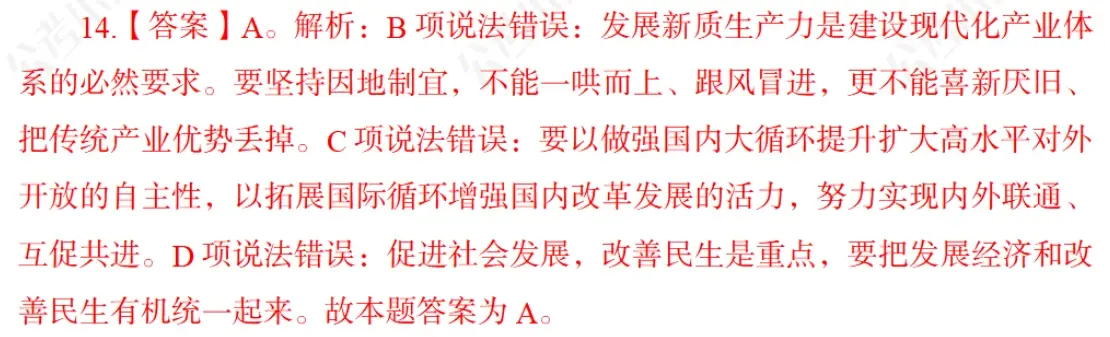 14.【答案】A。解析：B 项说法错误：发展新质生产力是建设现代化产业体
系的必然要求。要坚持因地制宜，不能一哄而上、跟风冒进，更不能喜新厌旧、
把传统产业优势丢掉。C 项说法错误：要以做强国内大循环提升扩大高水平对外
开放的自主性，以拓展国际循环增强国内改革发展的活力，努力实现内外联通、
互促共进。D 项说法错误：促进社会发展，改善民生是重点，要把发展经济和改
善民生有机统一起来。故本题答案为 A。